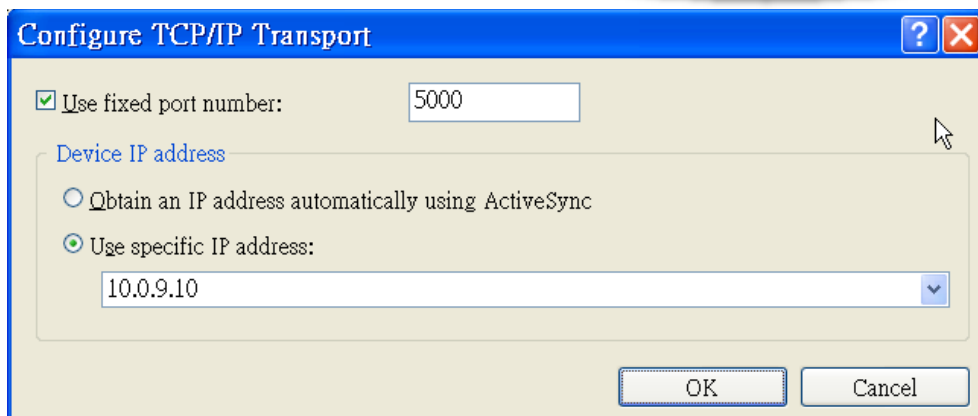 Configure TCP/IP Transport
Use fixed port number: 5000
Device IP address
Obtain an IP address automatically using ActiveSync
Use specific IP address:
10.0.9.10
OK Cancel